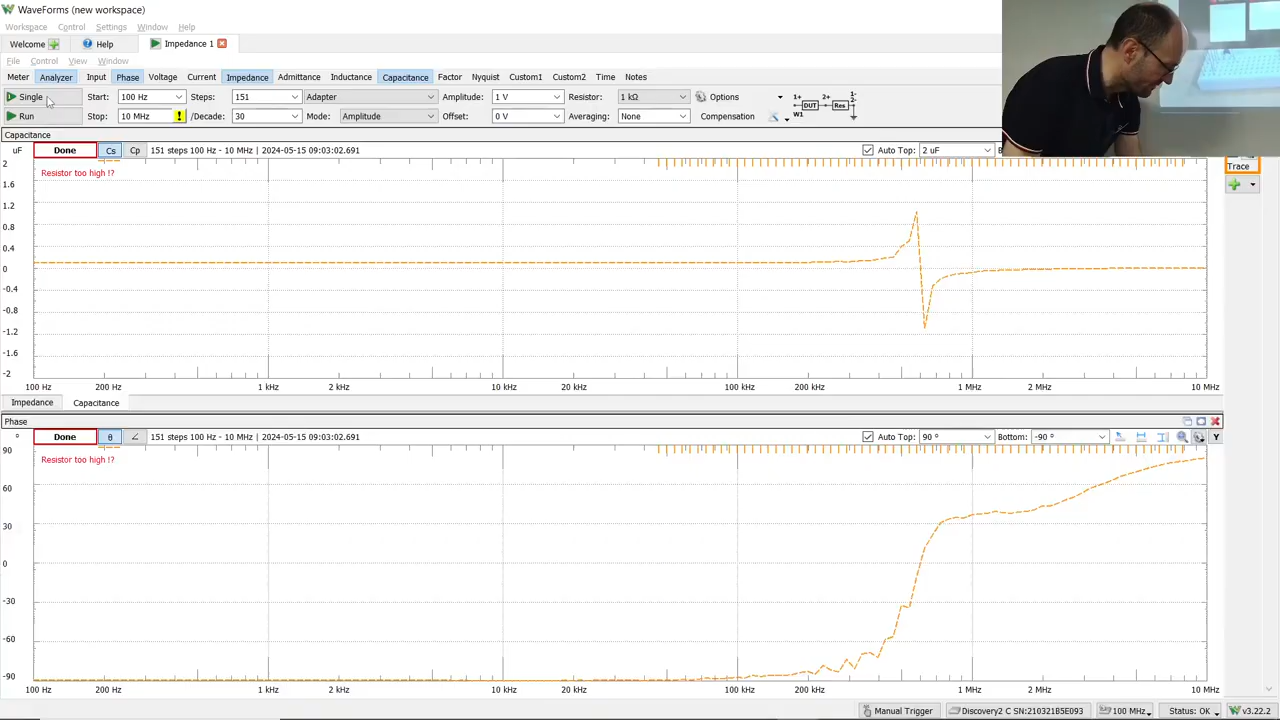 WaveForms (new workspace)
Workspace Control Settings Window Help
Welcome Help Impedance 1
File Control View Window
Meter Analyzer Input Phase Voltage Current Impedance Admittance Inductance Capacitance Factor Nyquist Custom1 Custom2 Time Notes
Single Start: 100 Hz Steps: 151 Adapter Amplitude: 1 V Resistor: 1 kΩ Options 1+ 2+ 1- 2-
DUT Res
Run Stop: 10 MHz ! /Decade: 30 Mode: Amplitude Offset: 0 V Averaging: None Compensation W1
Capacitance
uF Done Cs Cp 151 steps 100 Hz - 10 MHz | 2024-05-15 09:03:02.691 Auto Top: 2 uF
Trace
2
Resistor too high !?
1.6
1.2
0.8
0.4
0
-0.4
-0.8
-1.2
-1.6
-2
100 Hz 200 Hz 1 kHz 2 kHz 10 kHz 20 kHz 100 kHz 200 kHz 1 MHz 2 MHz 10 MHz
Impedance Capacitance
Phase
° Done θ ∠ 151 steps 100 Hz - 10 MHz | 2024-05-15 09:03:02.691 Auto Top: 90 ° Bottom: -90 ° Y
90
Resistor too high !?
60
30
0
-30
-60
-90
100 Hz 200 Hz 1 kHz 2 kHz 10 kHz 20 kHz 100 kHz 200 kHz 1 MHz 2 MHz 10 MHz
Manual Trigger Discovery2 C SN:210321B5E093 100 MHz Status: OK v3.22.2